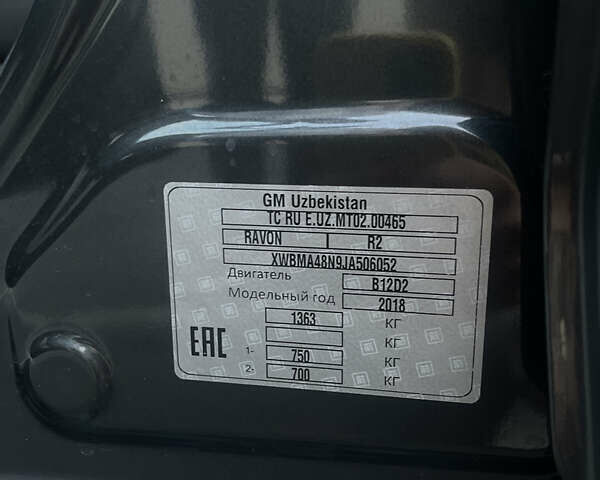 GM Uzbekistan
TC RU E.UZ.MT02.00465
RAVON R2
XWBMA48N9JA506052
Двигатель B12D2
Модельный год 2018
1363 КГ
КГ
1- 750 КГ
2- 700 КГ
EAC